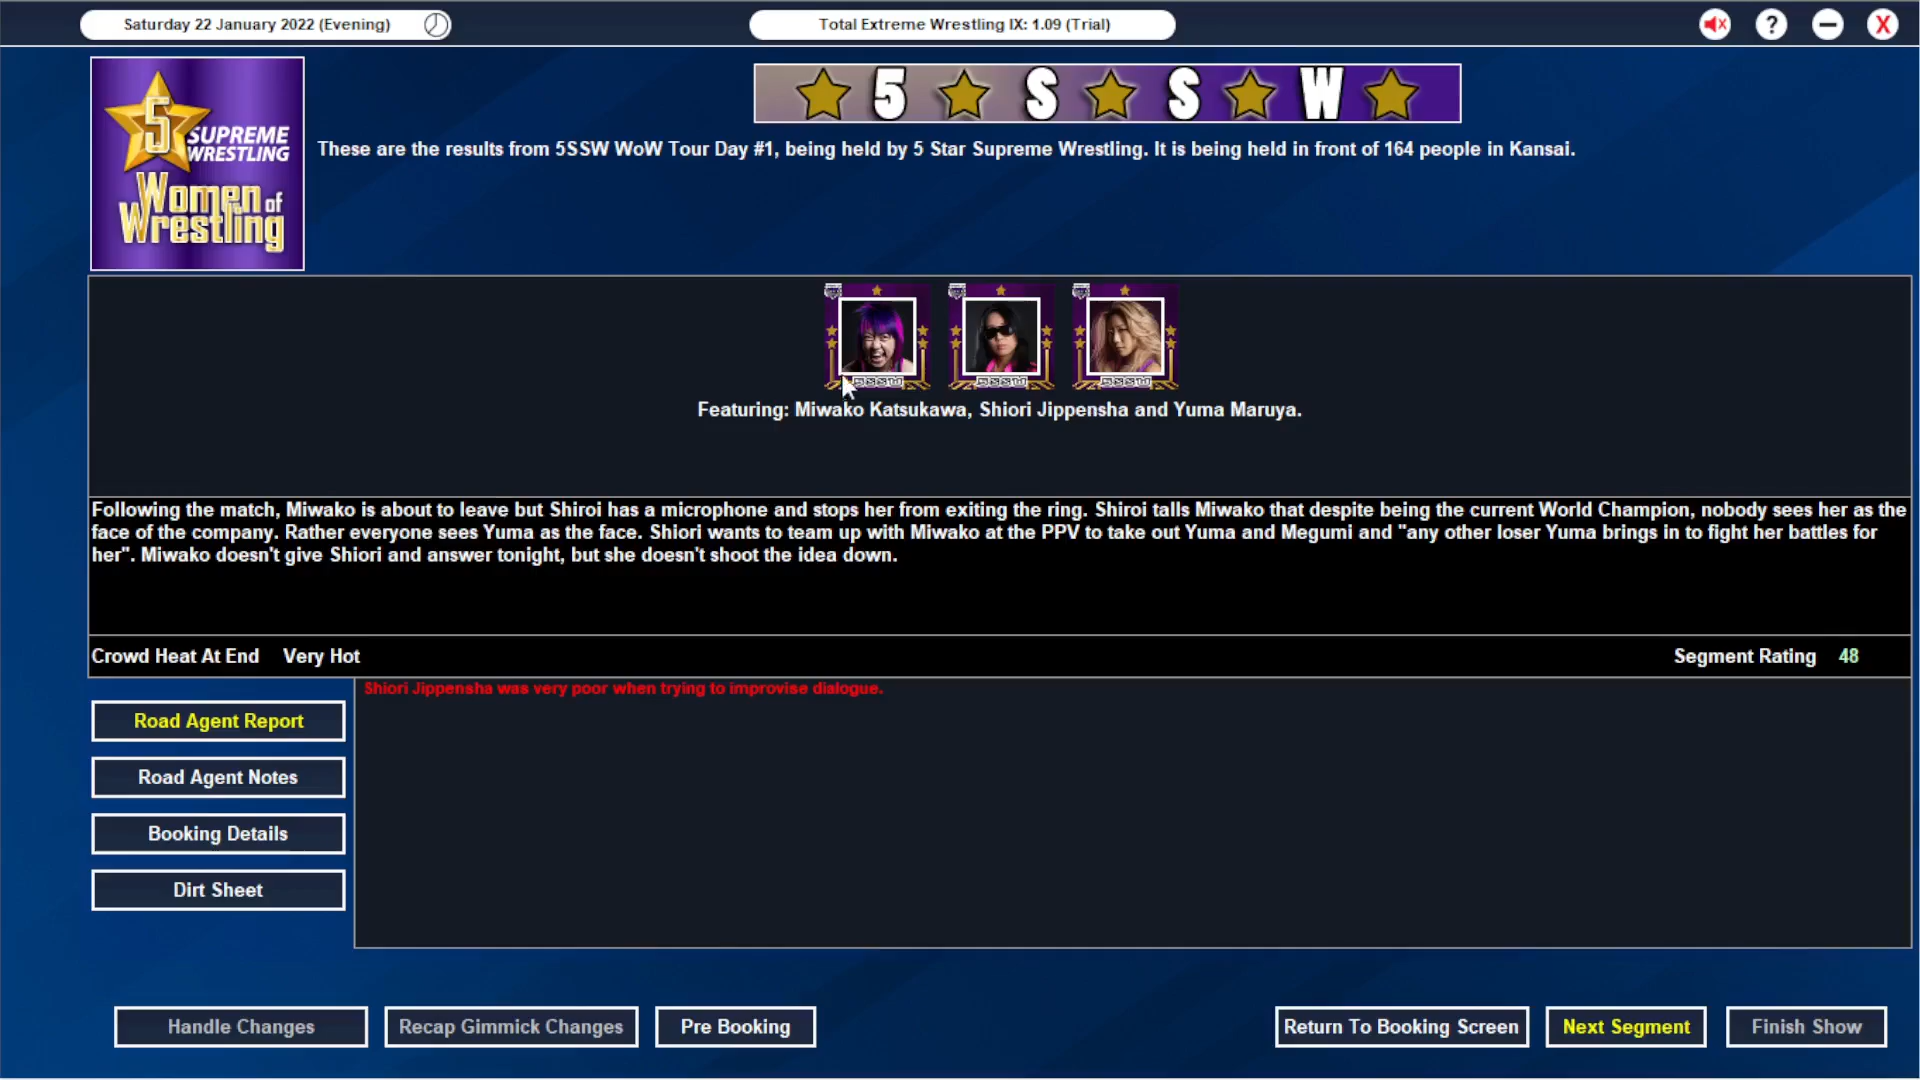 Saturday 22 January 2022 (Evening)
Total Extreme Wrestling IX: 1.09 (Trial)
?
X
5 S S W
5
SUPREME
WRESTLING
Women of
Wrestling
These are the results from 5SSW WoW Tour Day #1, being held by 5 Star Supreme Wrestling. It is being held in front of 164 people in Kansai.
5SSW
5SSW
5SSW
Featuring: Miwako Katsukawa, Shiori Jippensha and Yuma Maruya.
Following the match, Miwako is about to leave but Shiroi has a microphone and stops her from exiting the ring. Shiroi talls Miwako that despite being the current World Champion, nobody sees her as the
face of the company. Rather everyone sees Yuma as the face. Shiori wants to team up with Miwako at the PPV to take out Yuma and Megumi and "any other loser Yuma brings in to fight her battles for
her". Miwako doesn't give Shiori and answer tonight, but she doesn't shoot the idea down.
Crowd Heat At End Very Hot
Segment Rating 48
Shiori Jippensha was very poor when trying to improvise dialogue.
Road Agent Report
Road Agent Notes
Booking Details
Dirt Sheet
Handle Changes
Recap Gimmick Changes
Pre Booking
Return To Booking Screen
Next Segment
Finish Show